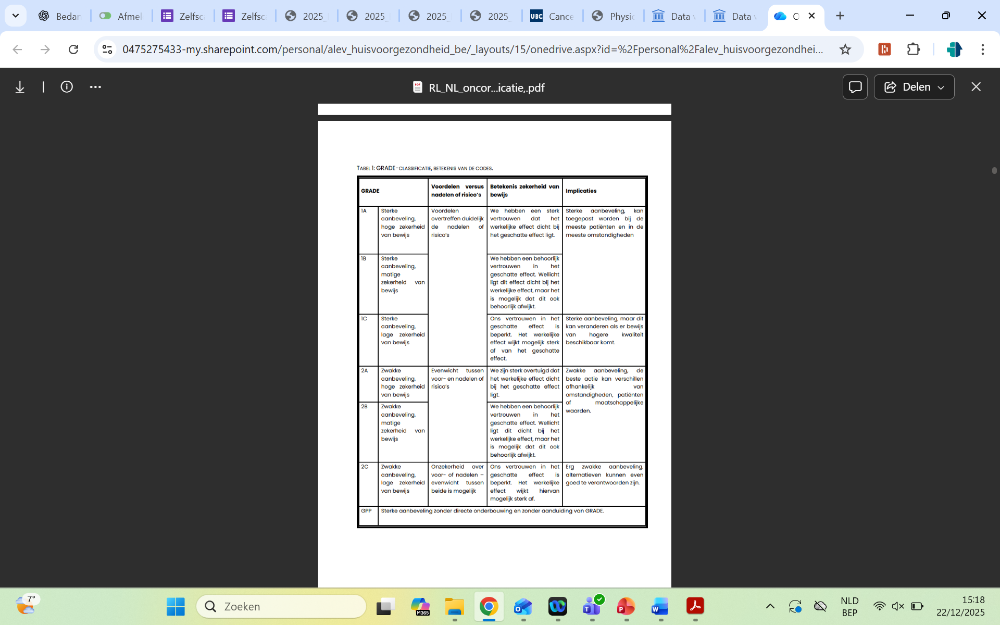 Bedan
Afmel
Zelfsc
Zelfsc
2025_
2025_
2025_
2025_
UBC Cance
Physic
Data v
Data v
O
0475275433-my.sharepoint.com/personal/alev_huisvoorgezondheid_be/_layouts/15/onedrive.aspx?id=%2Fpersonal%2Falev_huisvoorgezondhei...
RL_NL_oncor...icatie,.pdf
Delen
TABEL 1: GRADE-CLASSIFICATIE, BETEKENIS VAN DE CODES.
GRADE
Voordelen versus
nadelen of risico's
Betekenis zekerheid van
bewijs
Implicaties
1A
Sterke
aanbeveling,
hoge zekerheid
van bewijs
Voordelen
overtreffen duidelijk
de nadelen of
risico's
We hebben een sterk
vertrouwen dat het
werkelijke effect dicht bij
het geschatte effect ligt.
Sterke aanbeveling, kan
toegepast worden bij de
meeste patiënten en in de
meeste omstandigheden
1B
Sterke
aanbeveling,
matige
zekerheid van
bewijs
We hebben een behoorlijk
vertrouwen in het
geschatte effect. Wellicht
ligt dit effect dicht bij het
werkelijke effect, maar het
is mogelijk dat dit ook
behoorlijk afwijkt.
1C
Sterke
aanbeveling,
lage zekerheid
van bewijs
Ons vertrouwen in het
geschatte effect is
beperkt. Het werkelijke
effect wijkt mogelijk sterk
af van het geschatte
effect.
Sterke aanbeveling, maar dit
kan veranderen als er bewijs
van hogere kwaliteit
beschikbaar komt.
2A
Zwakke
aanbeveling,
hoge zekerheid
van bewijs
Evenwicht tussen
voor- en nadelen of
risico's
We zijn sterk overtuigd dat
het werkelijke effect dicht
bij het geschatte effect
ligt.
Zwakke aanbeveling, de
beste actie kan verschillen
afhankelijk van
omstandigheden, patiënten
of maatschappelijke
waarden.
2B
Zwakke
aanbeveling,
matige
zekerheid van
bewijs
We hebben een behoorlijk
vertrouwen in het
geschatte effect. Wellicht
ligt dit dicht bij het
werkelijke effect, maar het
is mogelijk dat dit ook
behoorlijk afwijkt.
2C
Zwakke
aanbeveling,
lage zekerheid
van bewijs
Onzekerheid over
voor- of nadelen –
evenwicht tussen
beide is mogelijk
Ons vertrouwen in het
geschatte effect is
beperkt. Het werkelijke
effect wijkt hiervan
mogelijk sterk af.
Erg zwakke aanbeveling,
alternatieven kunnen even
goed te verantwoorden zijn.
GPP
Sterke aanbeveling zonder directe onderbouwing en zonder aanduiding van GRADE.
7°
Zoeken
M365
NLD
BEP
15:18
22/12/2025